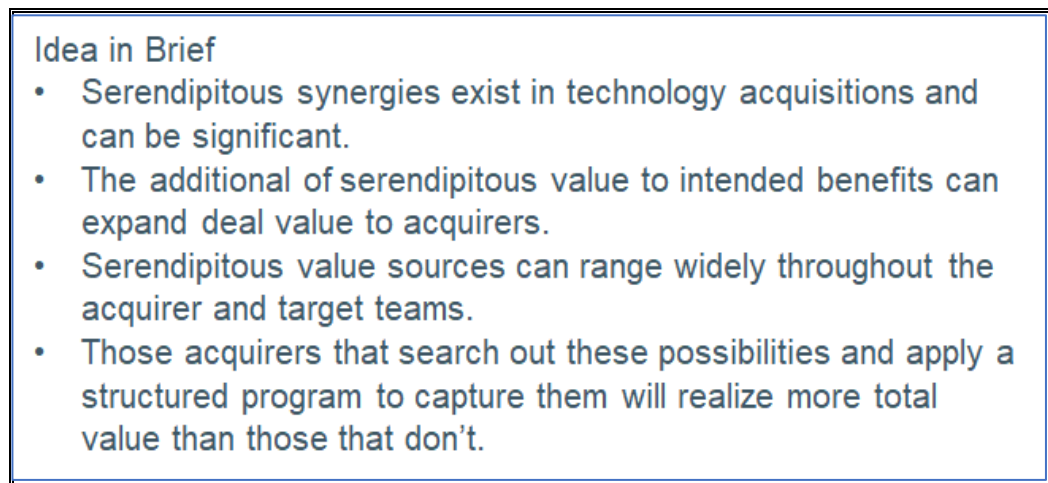 Idea in Brief
• Serendipitous synergies exist in technology acquisitions and
can be significant.
• The additional of serendipitous value to intended benefits can
expand deal value to acquirers.
• Serendipitous value sources can range widely throughout the
acquirer and target teams.
• Those acquirers that search out these possibilities and apply a
structured program to capture them will realize more total
value than those that don’t.